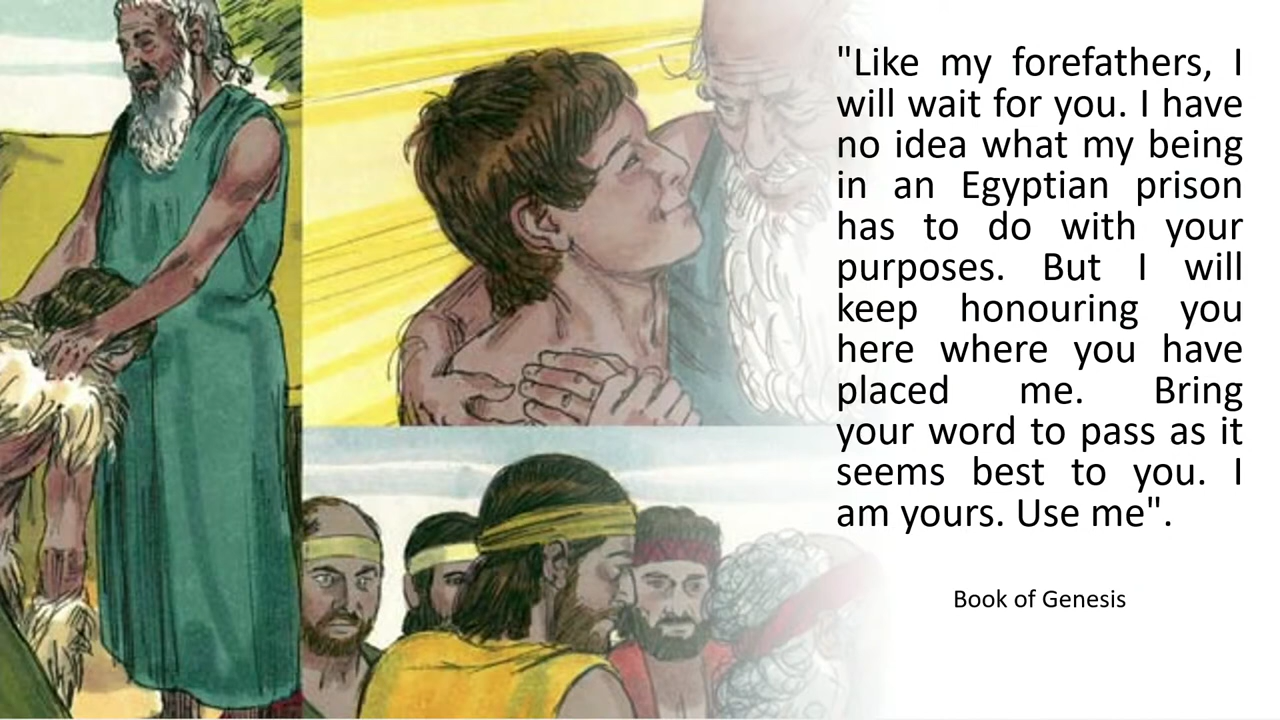 "Like my forefathers, I
will wait for you. I have
no idea what my being
in an Egyptian prison
has to do with your
purposes. But I will
keep honouring you
here where you have
placed me. Bring
your word to pass as it
seems best to you. I
am yours. Use me".
Book of Genesis